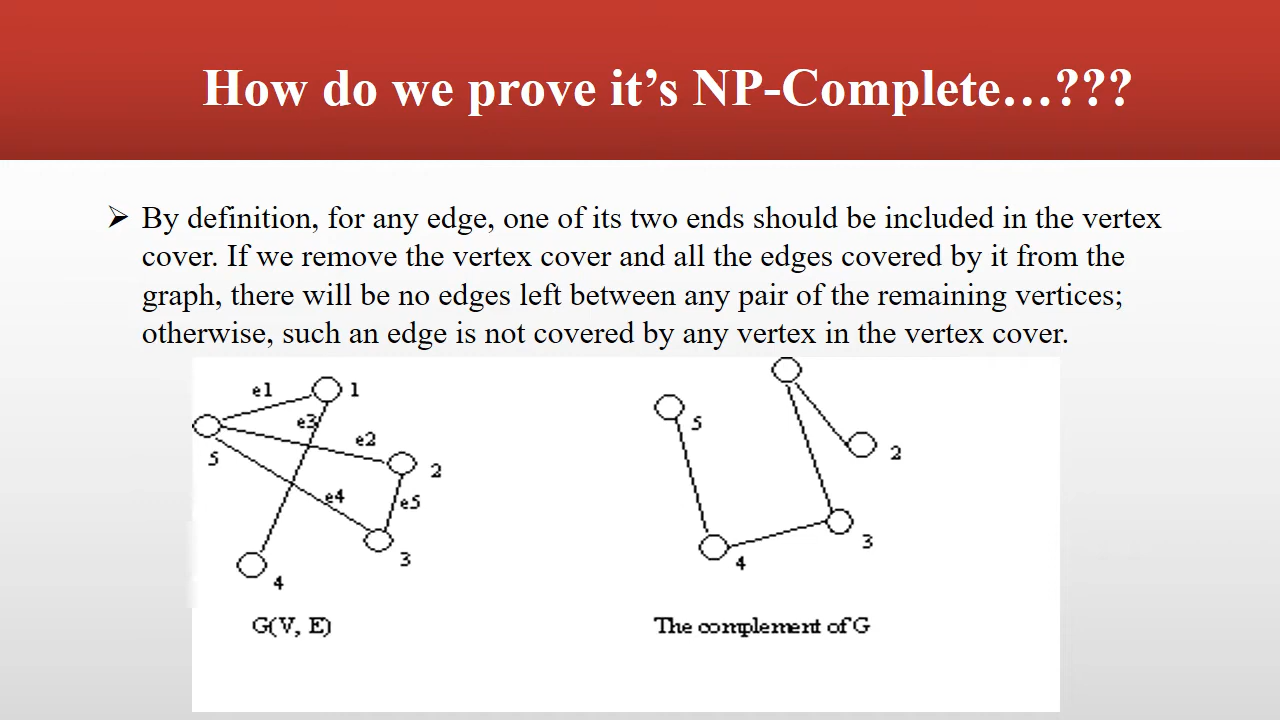 How do we prove it’s NP-Complete…???
➢ By definition, for any edge, one of its two ends should be included in the vertex
cover. If we remove the vertex cover and all the edges covered by it from the
graph, there will be no edges left between any pair of the remaining vertices;
otherwise, such an edge is not covered by any vertex in the vertex cover.
e1
1
e3
e2
5
2
e4
e5
3
4
G(V, E)
5
2
3
4
The complement of G